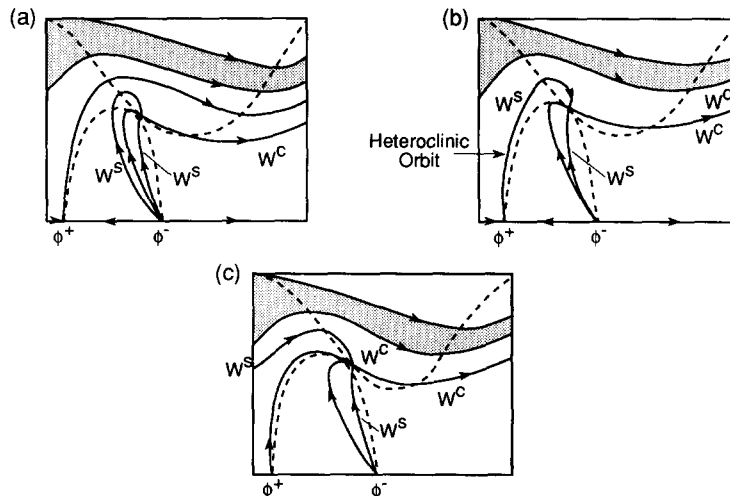 (a)
W^S
W^S
W^C
ϕ^+
ϕ^-
(b)
W^S
Heteroclinic
Orbit
W^C
W^C
W^S
ϕ^+
ϕ^-
(c)
W^S
W^C
W^C
W^S
ϕ^+
ϕ^-